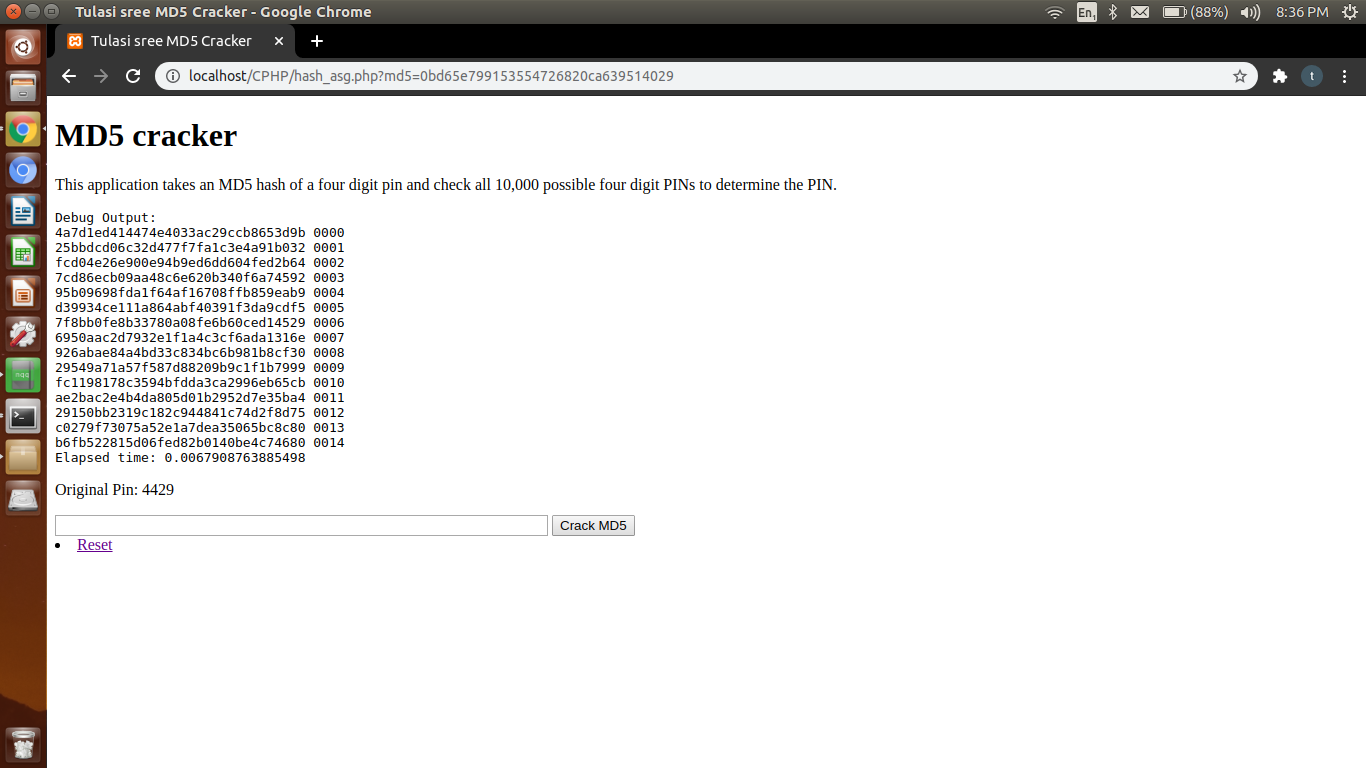 Tulasi sree MD5 Cracker - Google Chrome
En1
(88%)
8:36 PM
Tulasi sree MD5 Cracker
localhost/CPHP/hash_asg.php?md5=0bd65e799153554726820ca639514029
t
MD5 cracker
This application takes an MD5 hash of a four digit pin and check all 10,000 possible four digit PINs to determine the PIN.
Debug Output:
4a7d1ed414474e4033ac29ccb8653d9b 0000
25bbdcd06c32d477f7fa1c3e4a91b032 0001
fcd04e26e900e94b9ed6dd604fed2b64 0002
7cd86ecb09aa48c6e620b340f6a74592 0003
95b09698fda1f64af16708ffb859eab9 0004
d39934ce111a864abf40391f3da9cdf5 0005
7f8bb0fe8b33780a08fe6b60ced14529 0006
6950aac2d7932e1f1a4c3cf6ada1316e 0007
926abae84a4bd33c834bc6b981b8cf30 0008
29549a71a57f587d88209b9c1f1b7999 0009
fc1198178c3594bfdda3ca2996eb65cb 0010
ae2bac2e4b4da805d01b2952d7e35ba4 0011
29150bb2319c182c944841c74d2f8d75 0012
c0279f73075a52e1a7dea35065bc8c80 0013
b6fb522815d06fed82b0140be4c74680 0014
Elapsed time: 0.0067908763885498
Original Pin: 4429
Crack MD5
Reset